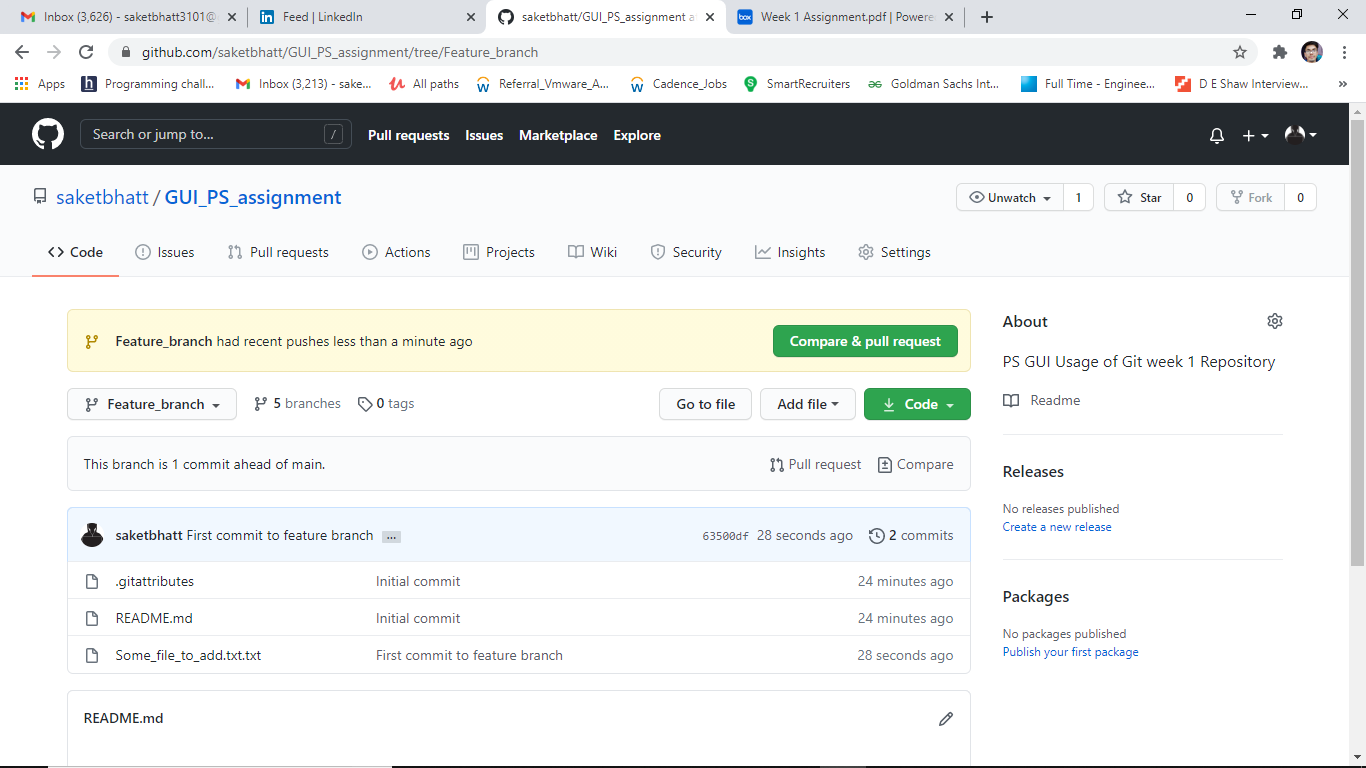 Inbox (3,626) - saketbhatt3101@
Feed | LinkedIn
saketbhatt/GUI_PS_assignment at
box Week 1 Assignment.pdf | Powere
github.com/saketbhatt/GUI_PS_assignment/tree/Feature_branch
Apps
h Programming chall...
Inbox (3,213) - sake...
All paths
Referral_Vmware_A...
Cadence_Jobs
SmartRecruiters
Goldman Sachs Int...
Full Time - Enginee...
D E Shaw Interview...
»
Search or jump to... /
Pull requests Issues Marketplace Explore
saketbhatt / GUI_PS_assignment
Unwatch 1 Star 0 Fork 0
Code Issues Pull requests Actions Projects Wiki Security Insights Settings
Feature_branch had recent pushes less than a minute ago
Compare & pull request
Feature_branch 5 branches 0 tags
Go to file Add file Code
This branch is 1 commit ahead of main.
Pull request Compare
saketbhatt First commit to feature branch ... 63500df 28 seconds ago 2 commits
.gitattributes Initial commit 24 minutes ago
README.md Initial commit 24 minutes ago
Some_file_to_add.txt.txt First commit to feature branch 28 seconds ago
README.md
About
PS GUI Usage of Git week 1 Repository
Readme
Releases
No releases published
Create a new release
Packages
No packages published
Publish your first package